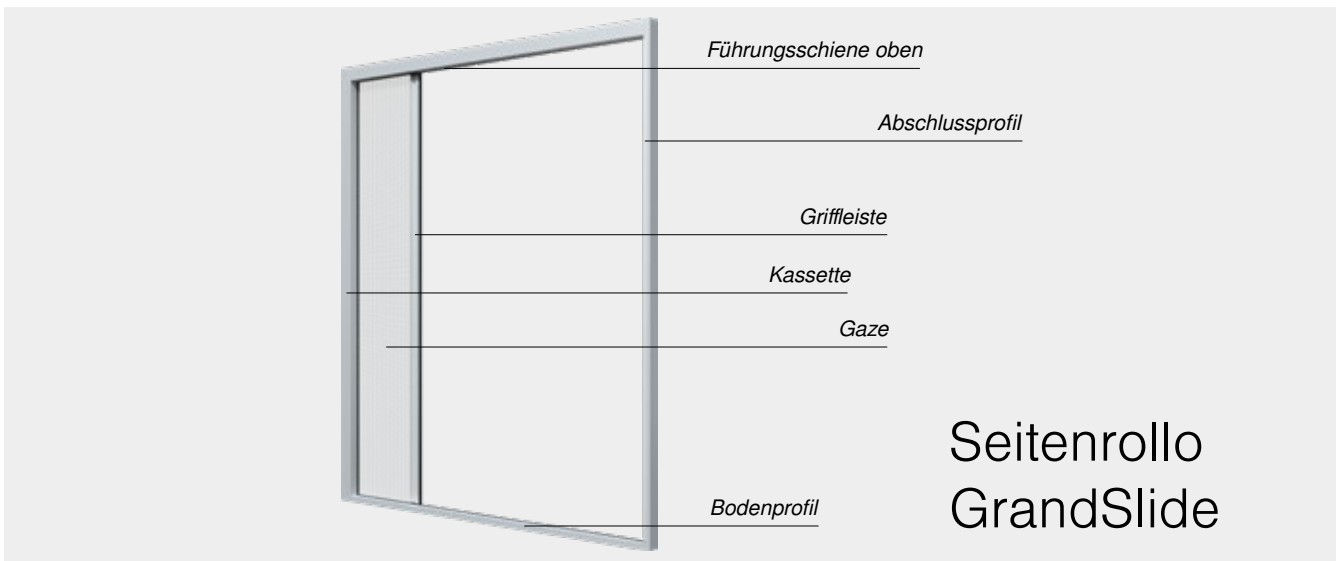 Führungsschiene oben
Abschlussprofil
Griffleiste
Kassette
Gaze
Seitenrollo
GrandSlide
Bodenprofil